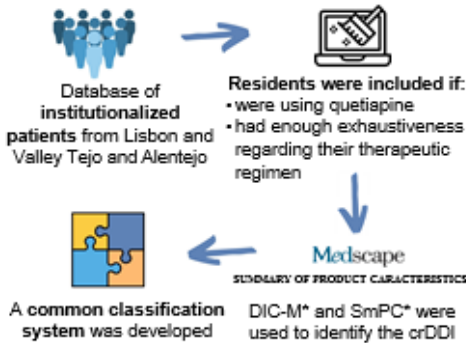 Database of
institutionalized
patients from Lisbon and
Valley Tejo and Alentejo
Residents were included if:
• were using quetiapine
• had enough exhaustiveness
regarding their therapeutic
regimen
Medscape
SUMMARY OF PRODUCT CARACTERISTICS
DIC-M* and SmPC* were
used to identify the crDDI
A common classification
system was developed